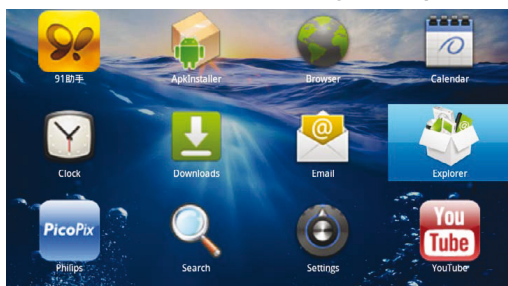 91助手
ApkInstaller
Browser
Calendar
Clock
Downloads
@
Email
@
Explorer
PicoPix
Philips
Search
Settings
You
Tube
YouTube